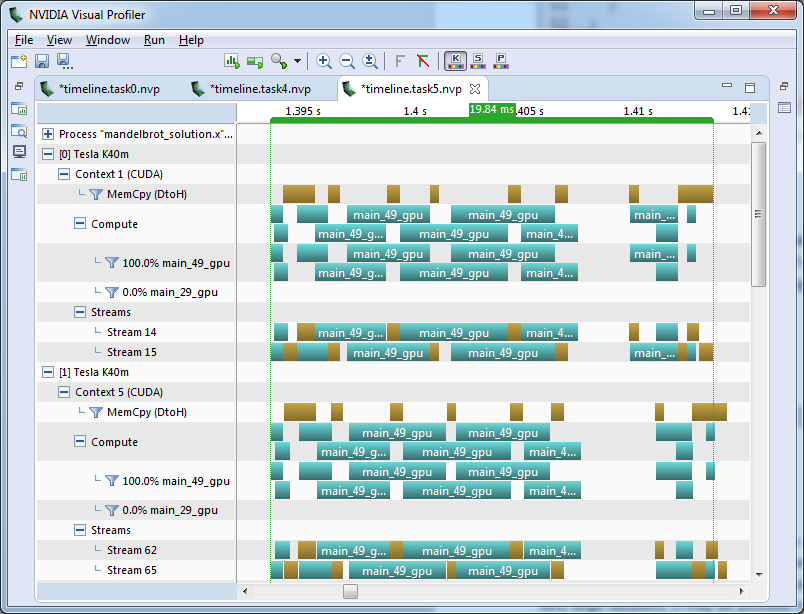 NVIDIA Visual Profiler
File View Window Run Help
*timeline.task0.nvp *timeline.task4.nvp *timeline.task5.nvp
1.395 s 1.4 s 19.84 ms 405 s 1.41 s 1.41
Process "mandelbrot_solution.x"...
[0] Tesla K40m
Context 1 (CUDA)
MemCpy (DtoH)
main_49_gpu main_49_gpu main_...
Compute
main_49_g... main_49_gpu main_4...
main_49_gpu main_49_gpu main_...
100.0% main_49_gpu
main_49_g... main_49_gpu main_4...
0.0% main_29_gpu
Streams
Stream 14 main_49_g... main_49_gpu main_4...
Stream 15 main_49_gpu main_49_gpu main_...
[1] Tesla K40m
Context 5 (CUDA)
MemCpy (DtoH)
main_49_gpu main_49_gpu
Compute
main_49_g... main_49_gpu main_4...
main_49_gpu main_49_gpu
100.0% main_49_gpu
main_49_g... main_49_gpu main_4...
0.0% main_29_gpu
Streams
Stream 62 main_49_g... main_49_gpu main_4...
Stream 65 main_49_gpu main_49_gpu